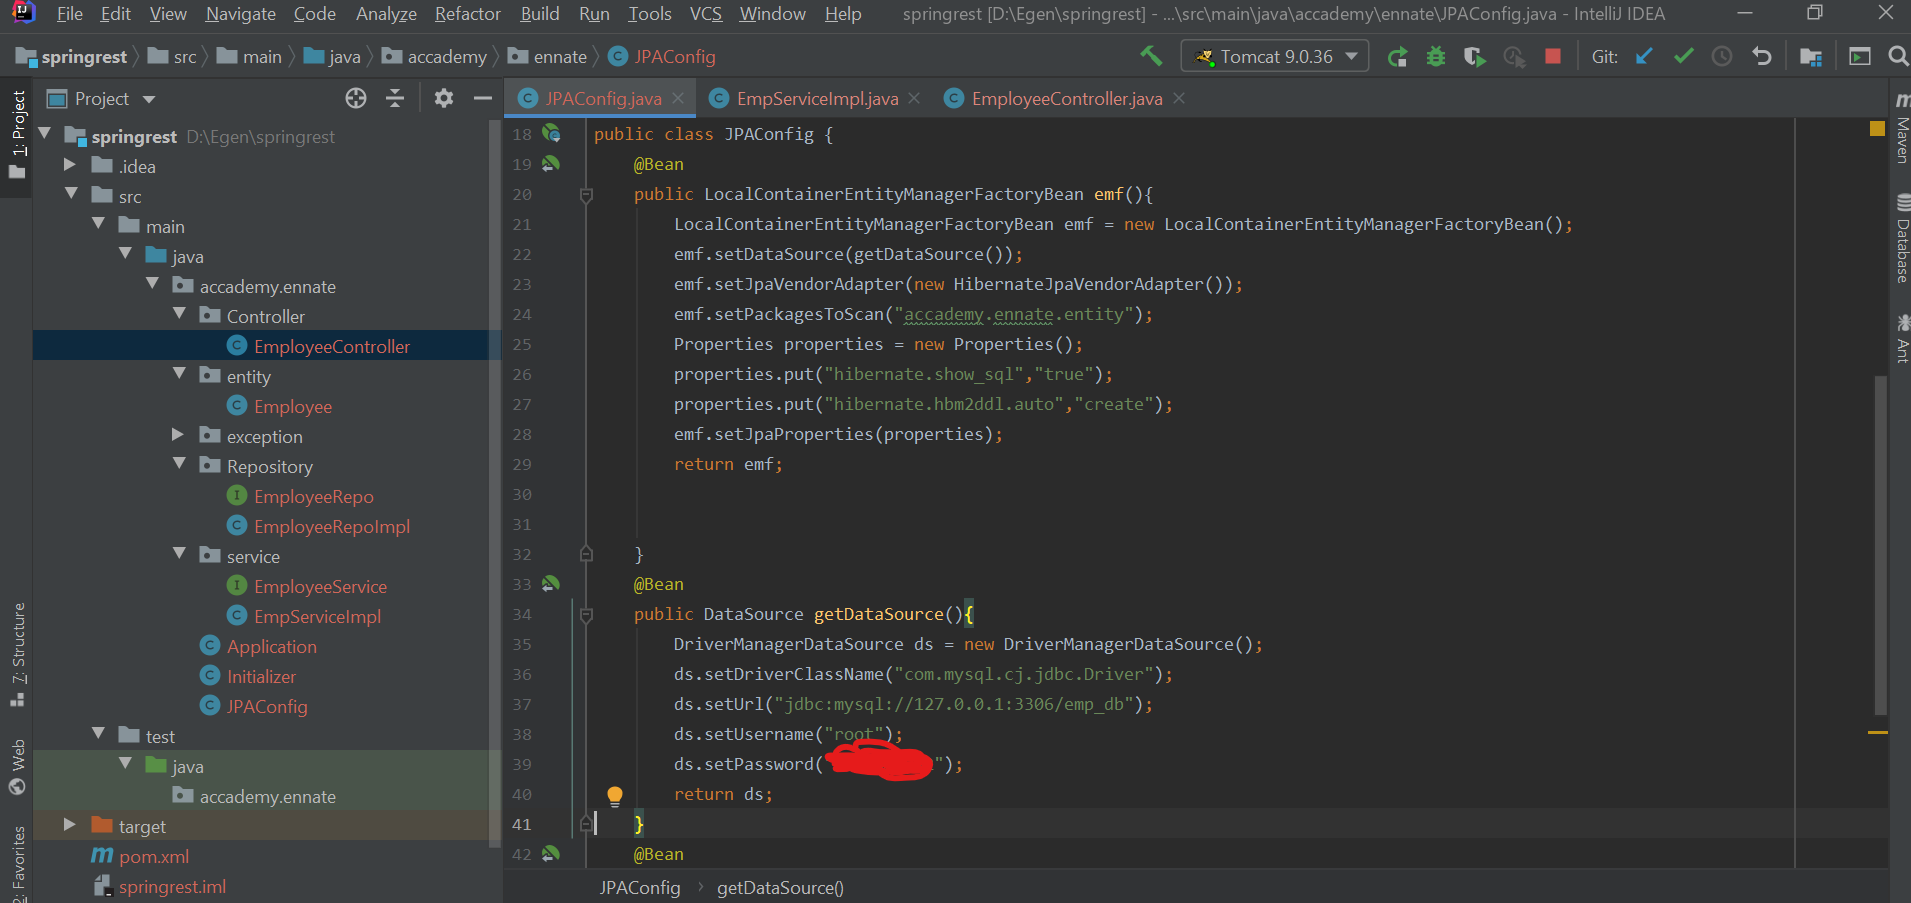 File Edit View Navigate Code Analyze Refactor Build Run Tools VCS Window Help springrest [D:\Egen\springrest] - ...\src\main\java\accademy\ennate\JPAConfig.java - IntelliJ IDEA
springrest src main java accademy ennate JPAConfig Tomcat 9.0.36 Git:
Project JPAConfig.java EmpServiceImpl.java EmployeeController.java
1: Project
7: Structure
Web
2: Favorites
springrest D:\Egen\springrest
.idea
src
main
java
accademy.ennate
Controller
EmployeeController
entity
Employee
exception
Repository
EmployeeRepo
EmployeeRepoImpl
service
EmployeeService
EmpServiceImpl
Application
Initializer
JPAConfig
test
java
accademy.ennate
target
pom.xml
springrest.iml
18 public class JPAConfig {
19 @Bean
20 public LocalContainerEntityManagerFactoryBean emf(){
21 LocalContainerEntityManagerFactoryBean emf = new LocalContainerEntityManagerFactoryBean();
22 emf.setDataSource(getDataSource());
23 emf.setJpaVendorAdapter(new HibernateJpaVendorAdapter());
24 emf.setPackagesToScan("accademy.ennate.entity");
25 Properties properties = new Properties();
26 properties.put("hibernate.show_sql","true");
27 properties.put("hibernate.hbm2ddl.auto","create");
28 emf.setJpaProperties(properties);
29 return emf;
30
31
32 }
33 @Bean
34 public DataSource getDataSource(){
35 DriverManagerDataSource ds = new DriverManagerDataSource();
36 ds.setDriverClassName("com.mysql.cj.jdbc.Driver");
37 ds.setUrl("jdbc:mysql://127.0.0.1:3306/emp_db");
38 ds.setUsername("root");
39 ds.setPassword( ");
40 return ds;
41 }
42 @Bean
JPAConfig getDataSource()
Maven
Database
Ant